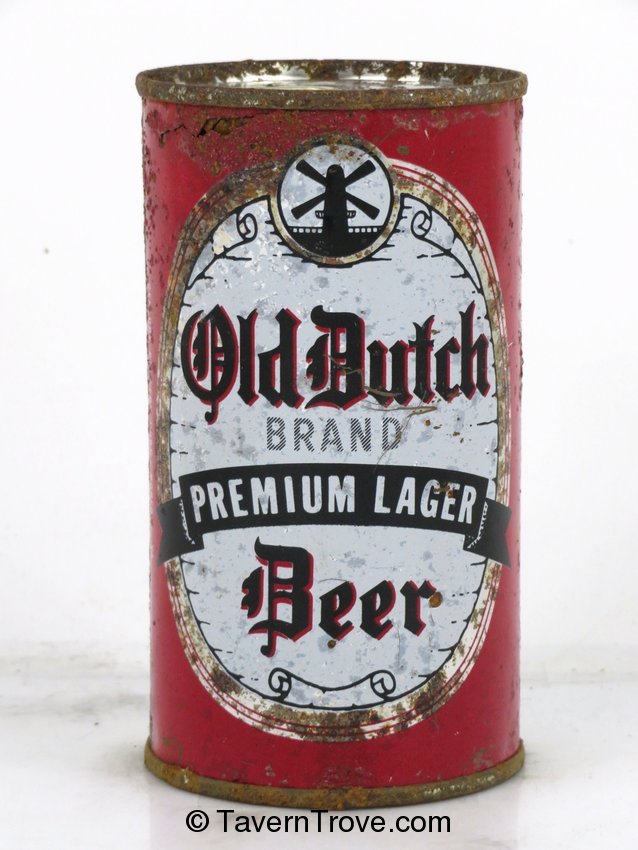 Old Dutch
BRAND
PREMIUM LAGER
Beer
© TavernTrove.com